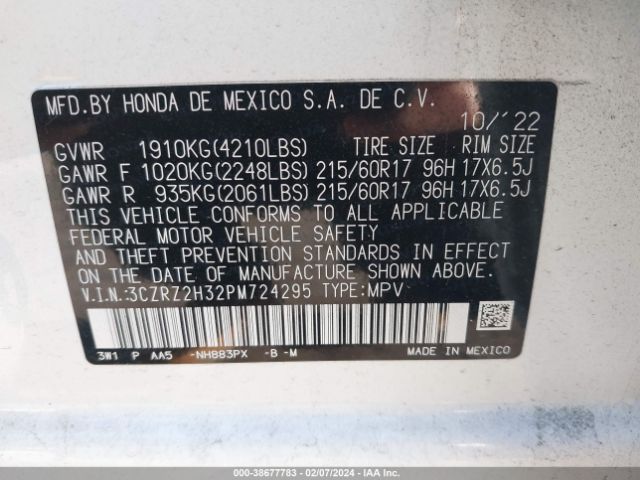 MFD.BY HONDA DE MEXICO S.A. DE C.V.
10/'22
GVWR 1910KG(4210LBS) TIRE SIZE RIM SIZE
GAWR F 1020KG(2248LBS) 215/60R17 96H 17X6.5J
GAWR R 935KG(2061LBS) 215/60R17 96H 17X6.5J
THIS VEHICLE CONFORMS TO ALL APPLICABLE
FEDERAL MOTOR VEHICLE SAFETY
AND THEFT PREVENTION STANDARDS IN EFFECT
ON THE DATE OF MANUFACTURE SHOWN ABOVE.
V.I.N.:3CZRZ2H32PM724295 TYPE:MPV
3W1 P AA5 -NH883PX -B -M MADE IN MEXICO
000-38677783 - 02/07/2024 - IAA Inc.